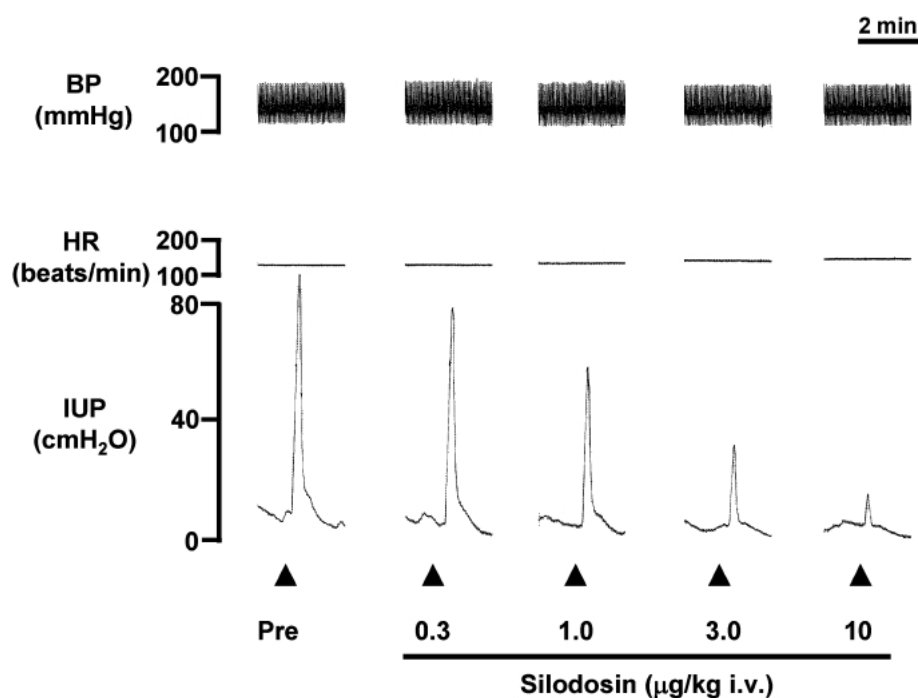 2 min
BP
(mmHg)
200
100
HR
(beats/min)
200
100
IUP
(cmH₂O)
80
40
0
Pre 0.3 1.0 3.0 10
Silodosin (μg/kg i.v.)